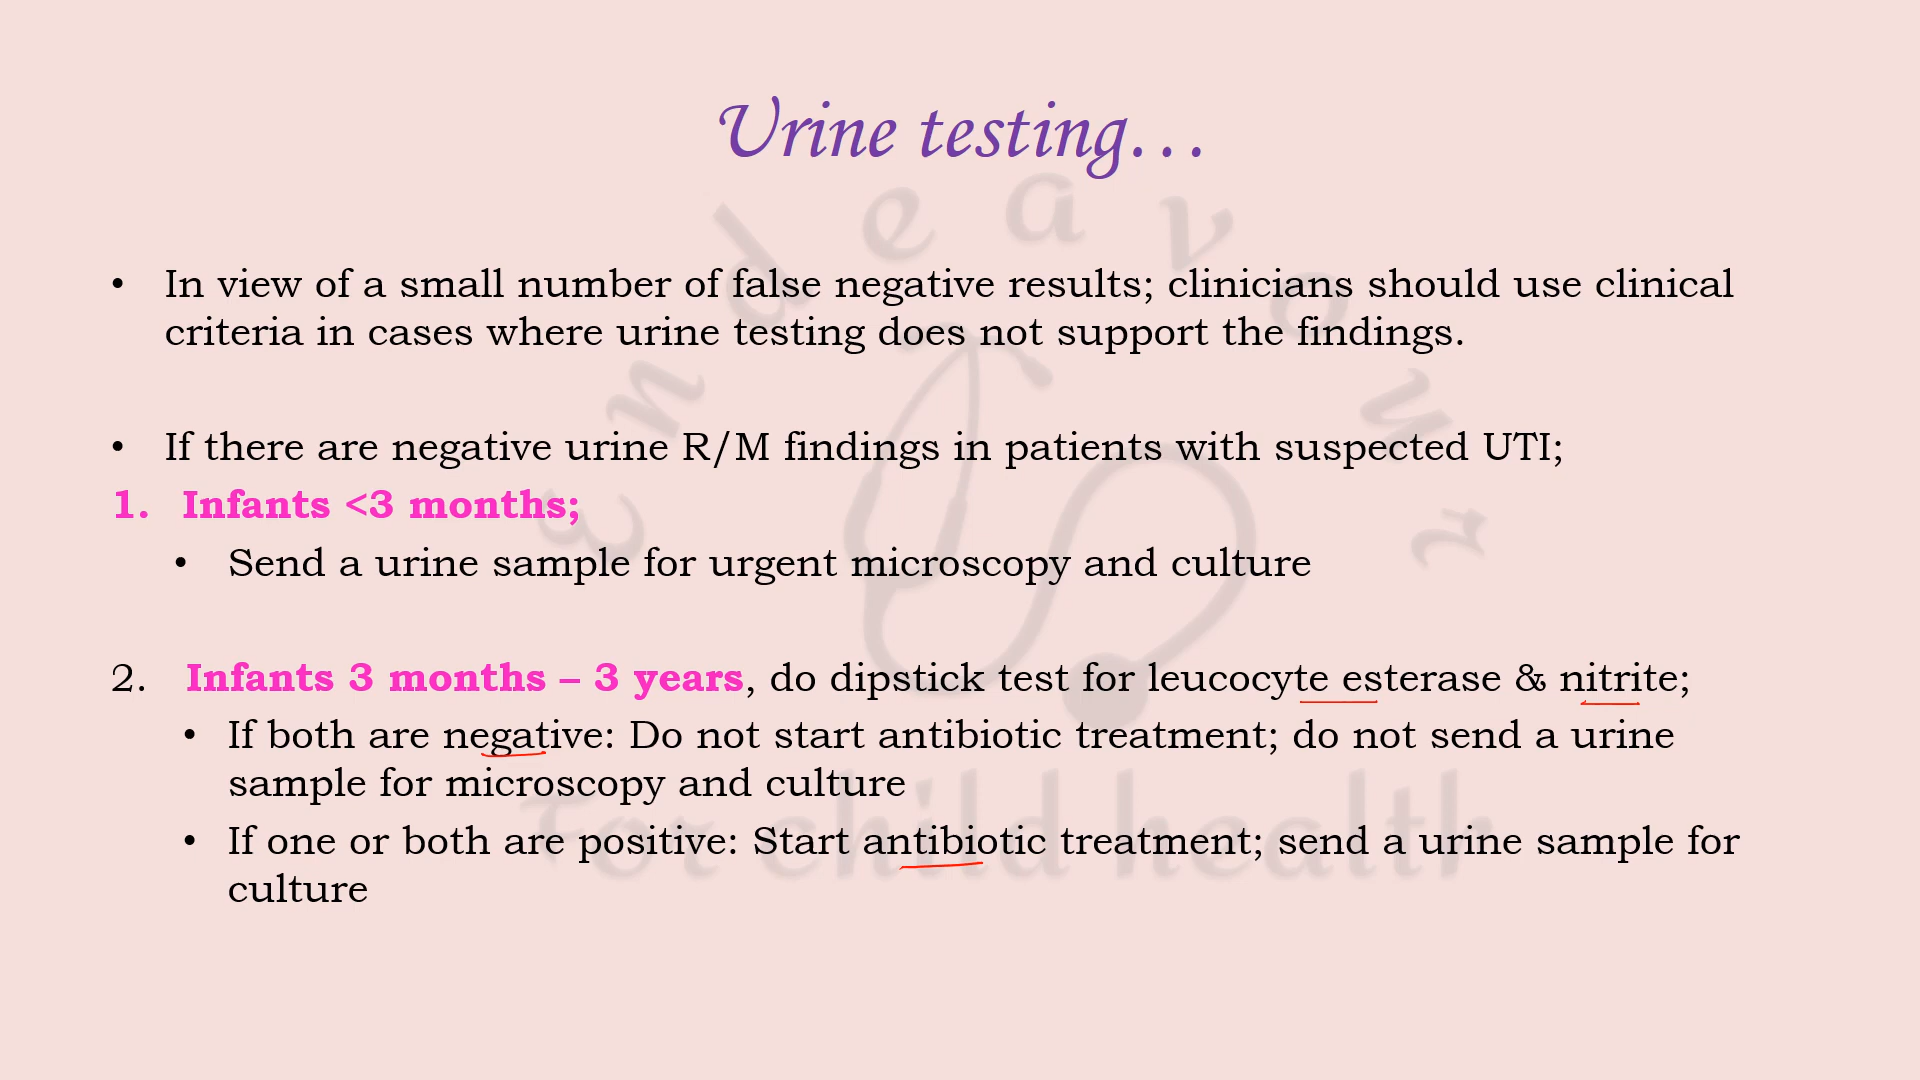 Urine testing…
• In view of a small number of false negative results; clinicians should use clinical
criteria in cases where urine testing does not support the findings.
• If there are negative urine R/M findings in patients with suspected UTI;
1. Infants <3 months;
• Send a urine sample for urgent microscopy and culture
2. Infants 3 months – 3 years, do dipstick test for leucocyte esterase & nitrite;
• If both are negative: Do not start antibiotic treatment; do not send a urine
sample for microscopy and culture
• If one or both are positive: Start antibiotic treatment; send a urine sample for
culture
Endeavour
For child health